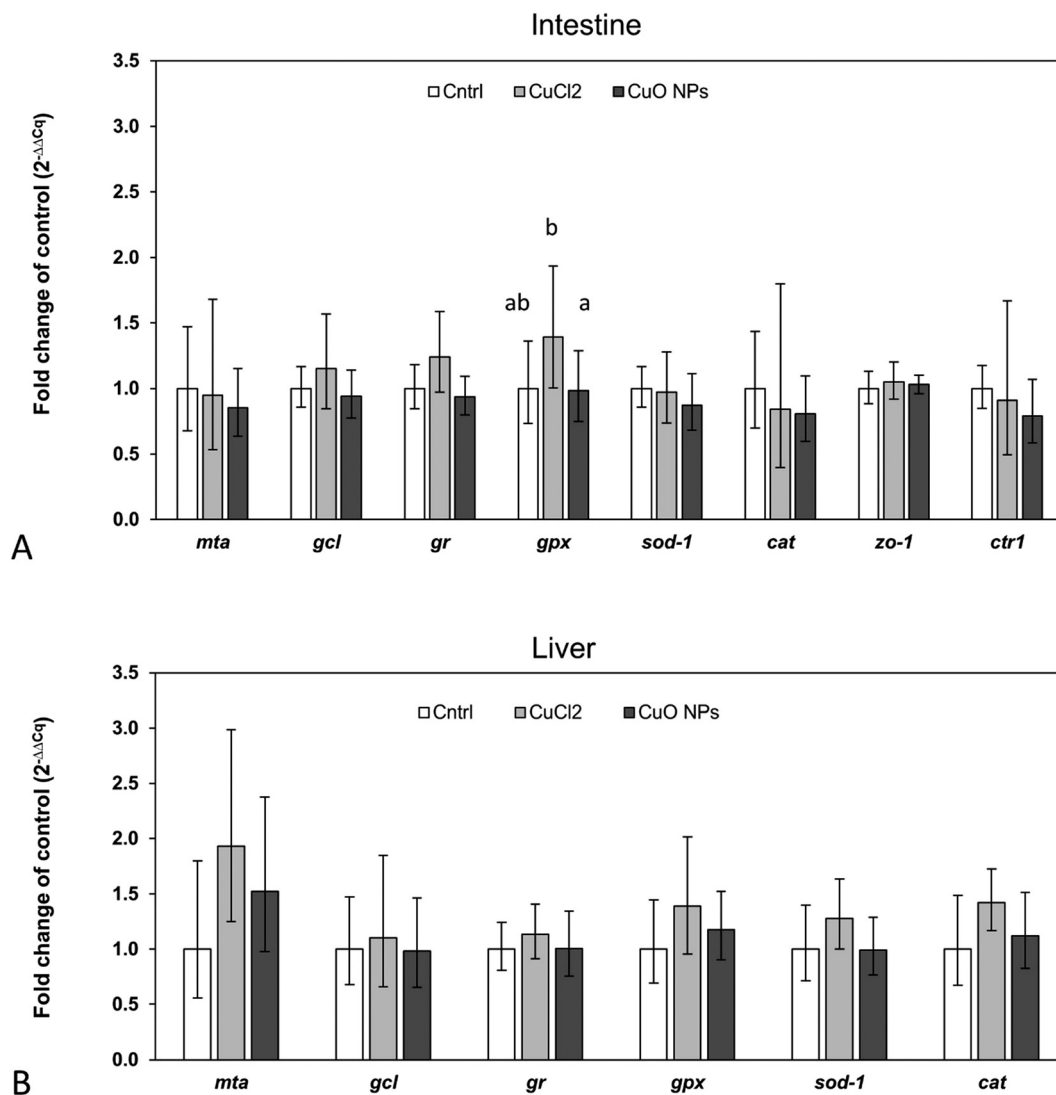 Intestine
Fold change of control (2-ΔΔCq)
3.5
3.0
2.5
2.0
1.5
1.0
0.5
0.0
Cntrl CuCl2 CuO NPs
b
ab a
mta gcl gr gpx sod-1 cat zo-1 ctr1
A
Liver
Fold change of control (2-ΔΔCq)
3.5
3.0
2.5
2.0
1.5
1.0
0.5
0.0
Cntrl CuCl2 CuO NPs
mta gcl gr gpx sod-1 cat
B